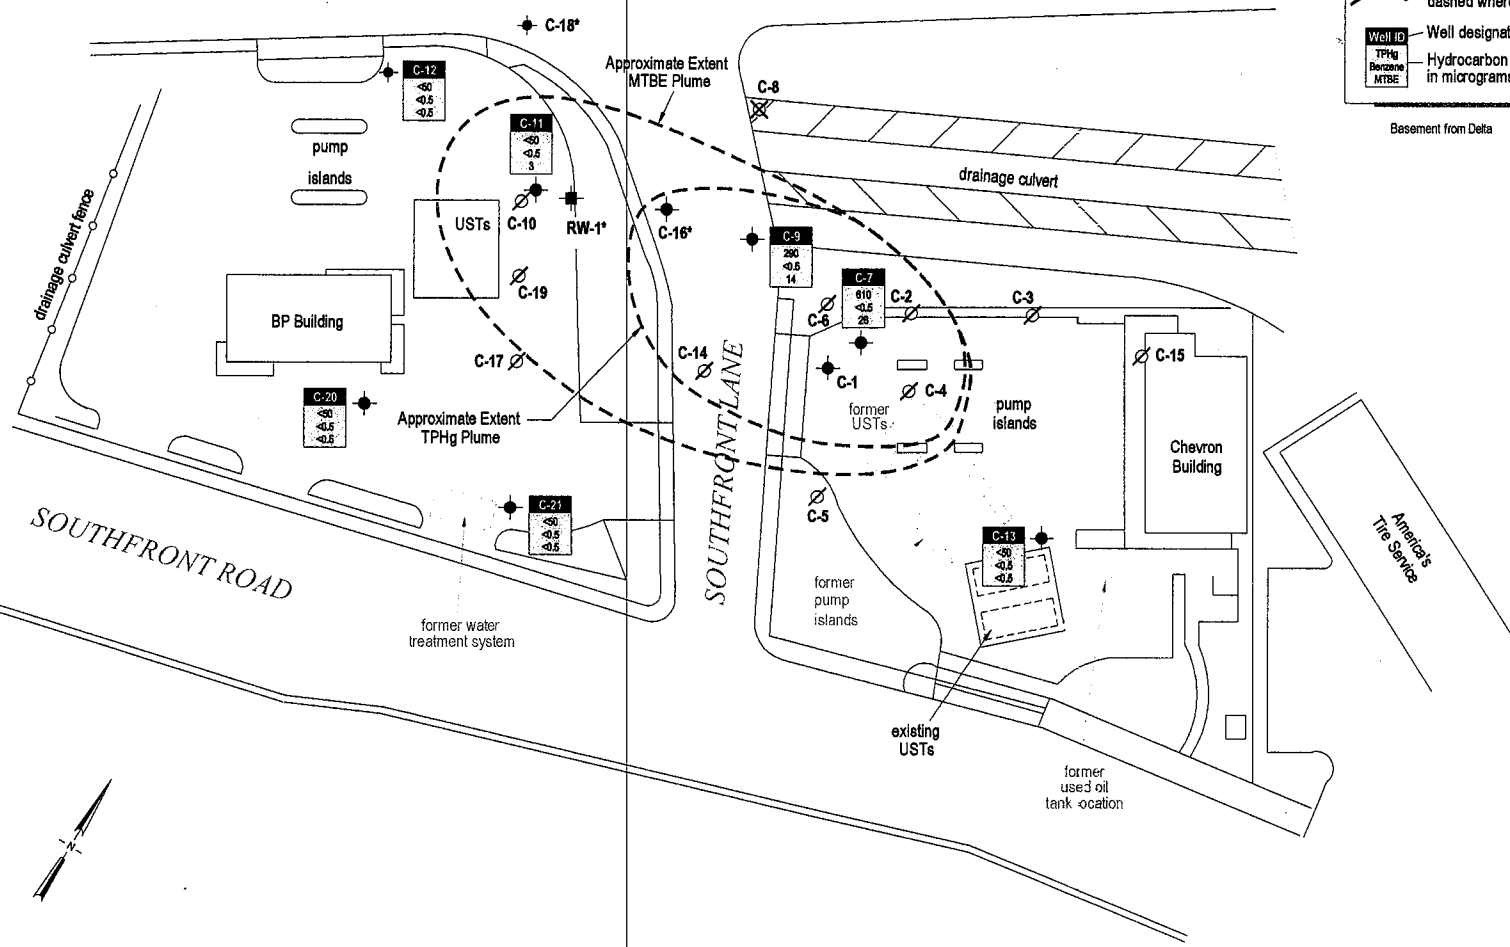 C-18*
dashed where
Well ID
Well designat
TPHg
Benzene
MTBE
Hydrocarbon
in micrograms
Basement from Delta
Approximate Extent
MTBE Plume
C-12
<50
<0.5
<0.5
C-8
C-11
<50
<0.5
3
pump
islands
drainage culvert
drainage culvert fence
USTs
C-10
RW-1*
C-16*
C-9
290
<0.5
14
C-7
610
<0.5
26
C-2
C-3
C-6
C-19
BP Building
C-17
C-14
C-1
C-15
C-4
former
USTs
pump
islands
C-20
<50
<0.5
<0.5
Approximate Extent
TPHg Plume
SOUTHFRONT LANE
Chevron
Building
America's
Tire Service
C-21
<50
<0.5
<0.5
C-5
C-13
<50
<0.5
<0.5
SOUTHFRONT ROAD
former water
treatment system
former
pump
islands
existing
USTs
former
used oil
tank location
N